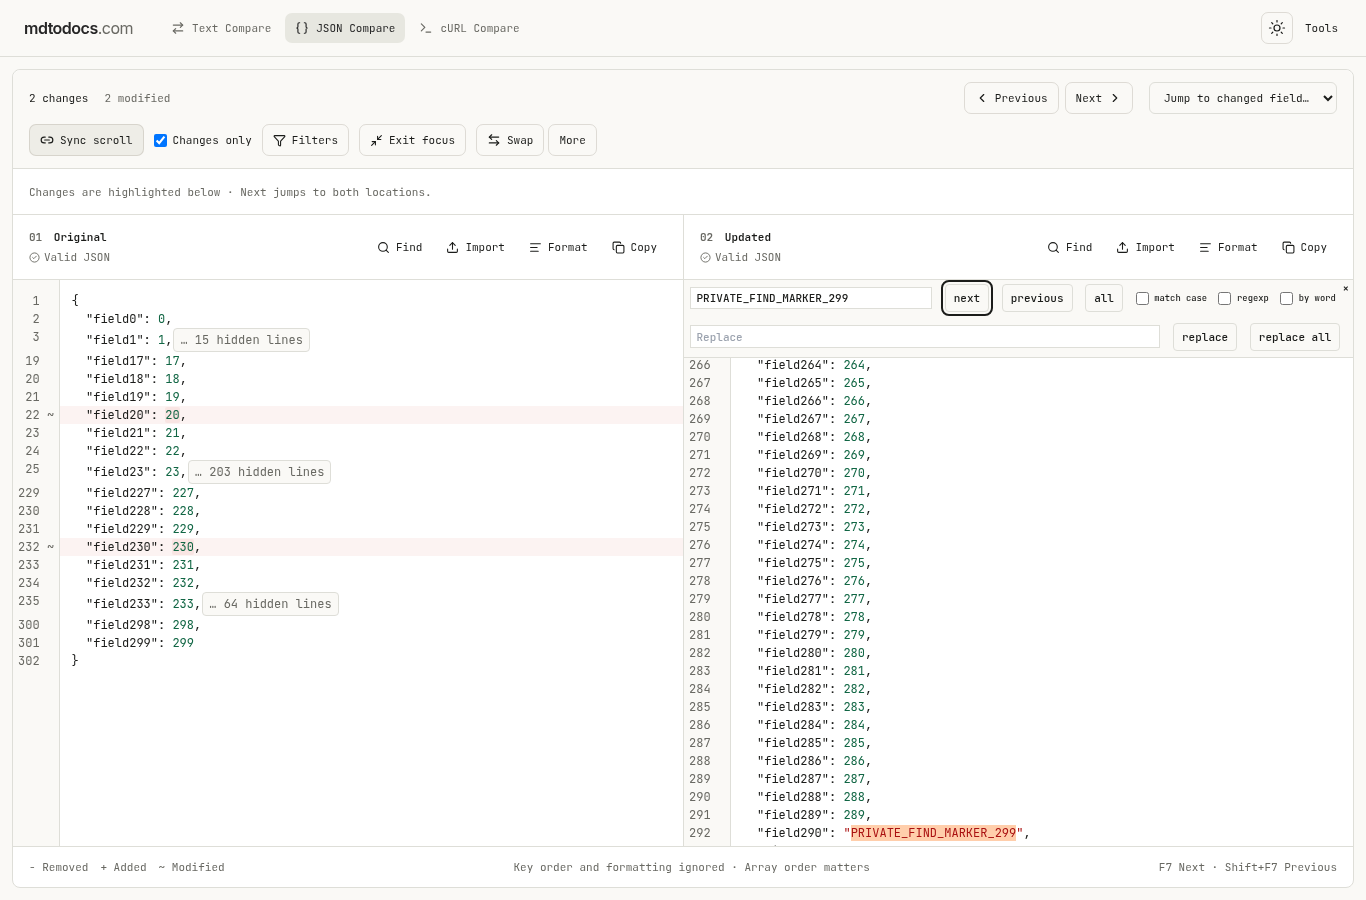 mdtodocs.com
Text Compare
{} JSON Compare
cURL Compare
Tools
2 changes 2 modified
Previous
Next
Jump to changed field…
Sync scroll
Changes only
Filters
Exit focus
Swap
More
Changes are highlighted below · Next jumps to both locations.
01 Original
Valid JSON
Find
Import
Format
Copy
1 {
2 "field0": 0,
3 "field1": 1, … 15 hidden lines
19 "field17": 17,
20 "field18": 18,
21 "field19": 19,
22 ~ "field20": 20,
23 "field21": 21,
24 "field22": 22,
25 "field23": 23, … 203 hidden lines
229 "field227": 227,
230 "field228": 228,
231 "field229": 229,
232 ~ "field230": 230,
233 "field231": 231,
234 "field232": 232,
235 "field233": 233, … 64 hidden lines
300 "field298": 298,
301 "field299": 299
302 }
02 Updated
Valid JSON
Find
Import
Format
Copy
PRIVATE_FIND_MARKER_299
next
previous
all
match case
regexp
by word
×
Replace
replace
replace all
266 "field264": 264,
267 "field265": 265,
268 "field266": 266,
269 "field267": 267,
270 "field268": 268,
271 "field269": 269,
272 "field270": 270,
273 "field271": 271,
274 "field272": 272,
275 "field273": 273,
276 "field274": 274,
277 "field275": 275,
278 "field276": 276,
279 "field277": 277,
280 "field278": 278,
281 "field279": 279,
282 "field280": 280,
283 "field281": 281,
284 "field282": 282,
285 "field283": 283,
286 "field284": 284,
287 "field285": 285,
288 "field286": 286,
289 "field287": 287,
290 "field288": 288,
291 "field289": 289,
292 "field290": "PRIVATE_FIND_MARKER_299",
- Removed + Added ~ Modified
Key order and formatting ignored · Array order matters
F7 Next · Shift+F7 Previous